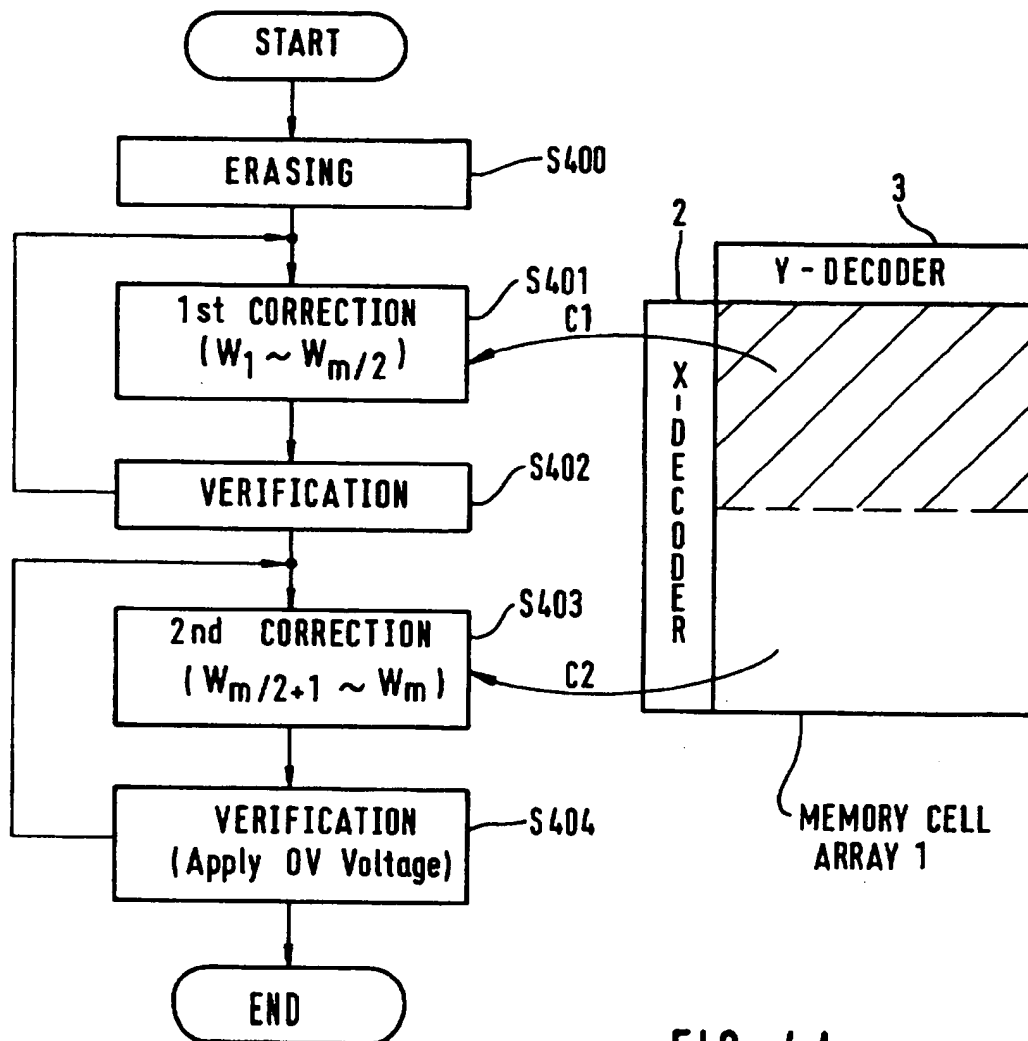 START
ERASING
S400
1st CORRECTION
(W1 ~ Wm/2)
S401
C1
VERIFICATION
S402
2nd CORRECTION
(Wm/2+1 ~ Wm)
S403
C2
VERIFICATION
(Apply 0V Voltage)
S404
END
2
3
Y-DECODER
X-DECODER
MEMORY CELL
ARRAY 1